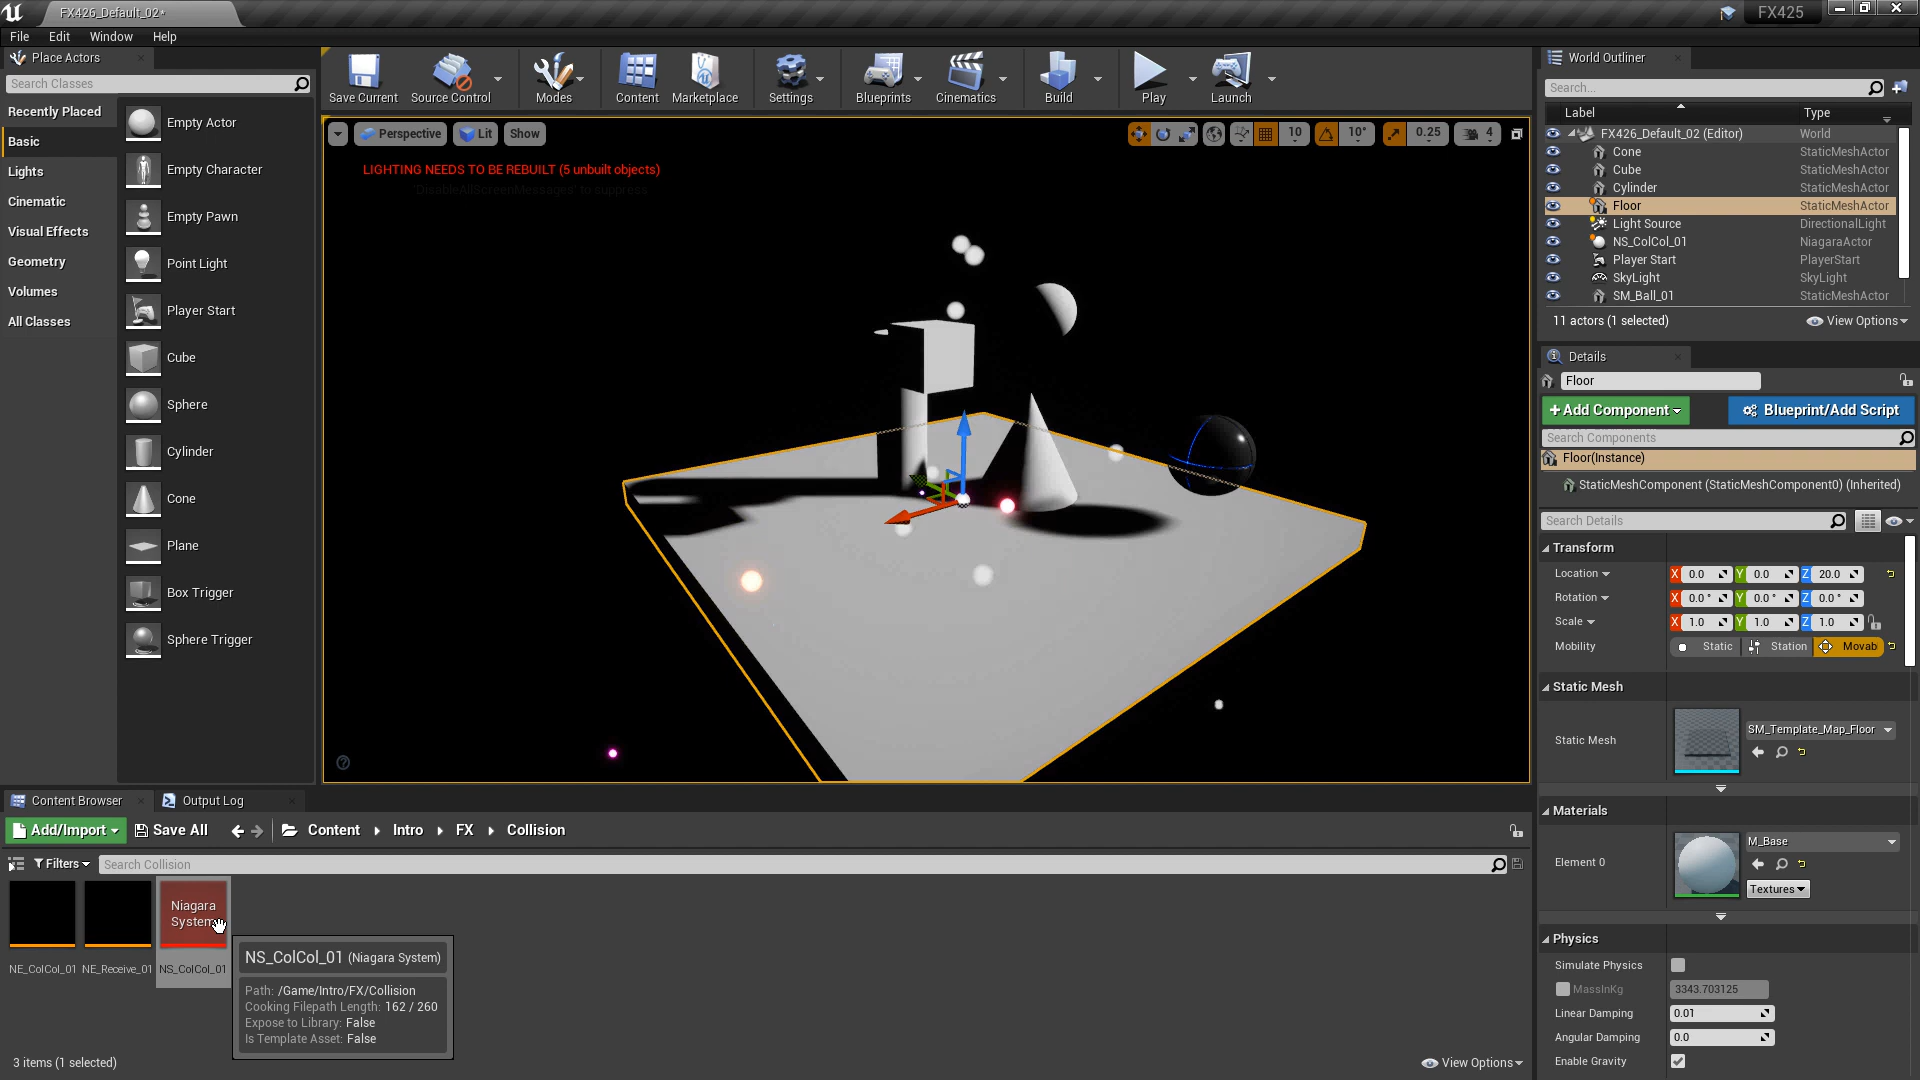 FX426_Default_02*
FX425
File
Edit
Window
Help
Place Actors
Search Classes
Recently Placed
Basic
Lights
Cinematic
Visual Effects
Geometry
Volumes
All Classes
Empty Actor
Empty Character
Empty Pawn
Point Light
Player Start
Cube
Sphere
Cylinder
Cone
Plane
Box Trigger
Sphere Trigger
Save Current
Source Control
Modes
Content
Marketplace
Settings
Blueprints
Cinematics
Build
Play
Launch
Perspective
Lit
Show
10
10°
0.25
4
LIGHTING NEEDS TO BE REBUILT (5 unbuilt objects)
'DisableAllScreenMessages' to suppress
World Outliner
Search...
Label
Type
FX426_Default_02 (Editor)
World
Cone
StaticMeshActor
Cube
StaticMeshActor
Cylinder
StaticMeshActor
Floor
StaticMeshActor
Light Source
DirectionalLight
NS_ColCol_01
NiagaraActor
Player Start
PlayerStart
SkyLight
SkyLight
SM_Ball_01
StaticMeshActor
11 actors (1 selected)
View Options
Details
Floor
+Add Component
Blueprint/Add Script
Search Components
Floor(Instance)
StaticMeshComponent (StaticMeshComponent0) (Inherited)
Search Details
Transform
Location
X 0.0
Y 0.0
Z 20.0
Rotation
X 0.0 °
Y 0.0 °
Z 0.0 °
Scale
X 1.0
Y 1.0
Z 1.0
Mobility
Static
Station
Movab
Static Mesh
Static Mesh
SM_Template_Map_Floor
Materials
Element 0
M_Base
Textures
Physics
Simulate Physics
MassInKg
3343.703125
Linear Damping
0.01
Angular Damping
0.0
Enable Gravity
Content Browser
Output Log
Add/Import
Save All
Content
Intro
FX
Collision
Filters
Search Collision
Niagara
System
NE_ColCol_01
NE_Receive_01
NS_ColCol_01
NS_ColCol_01 (Niagara System)
Path: /Game/Intro/FX/Collision
Cooking Filepath Length: 162 / 260
Expose to Library: False
Is Template Asset: False
3 items (1 selected)
View Options